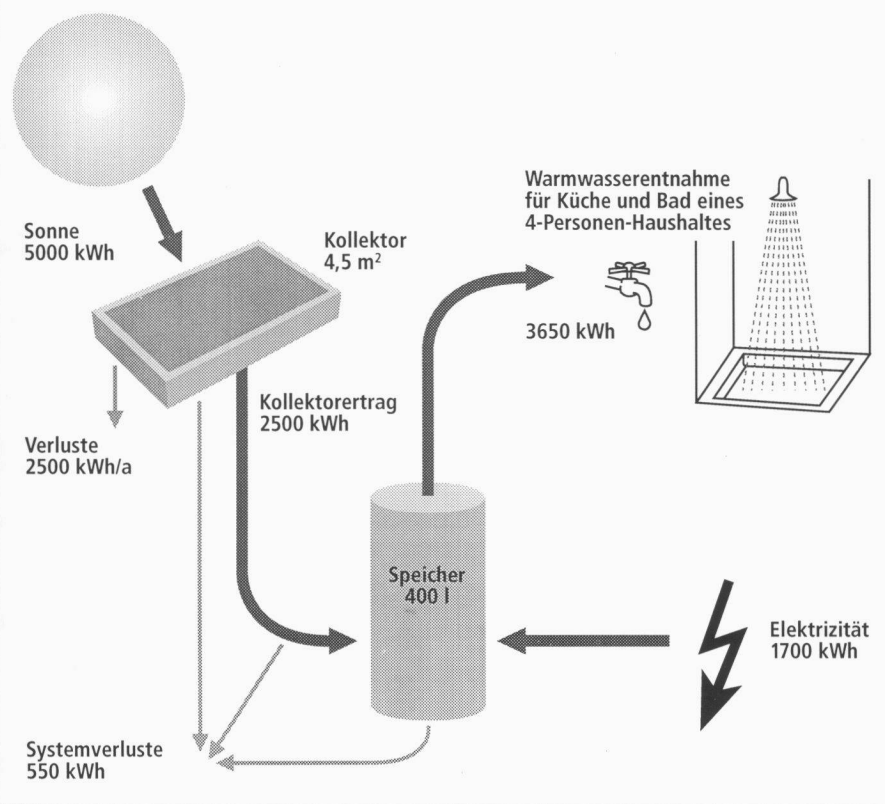 Warmwasserentnahme
für Küche und Bad eines
4-Personen-Haushaltes
Sonne
5000 kWh
Kollektor
4,5 m²
3650 kWh
Kollektorertrag
2500 kWh
Verluste
2500 kWh/a
Speicher
400 l
Elektrizität
1700 kWh
Systemverluste
550 kWh